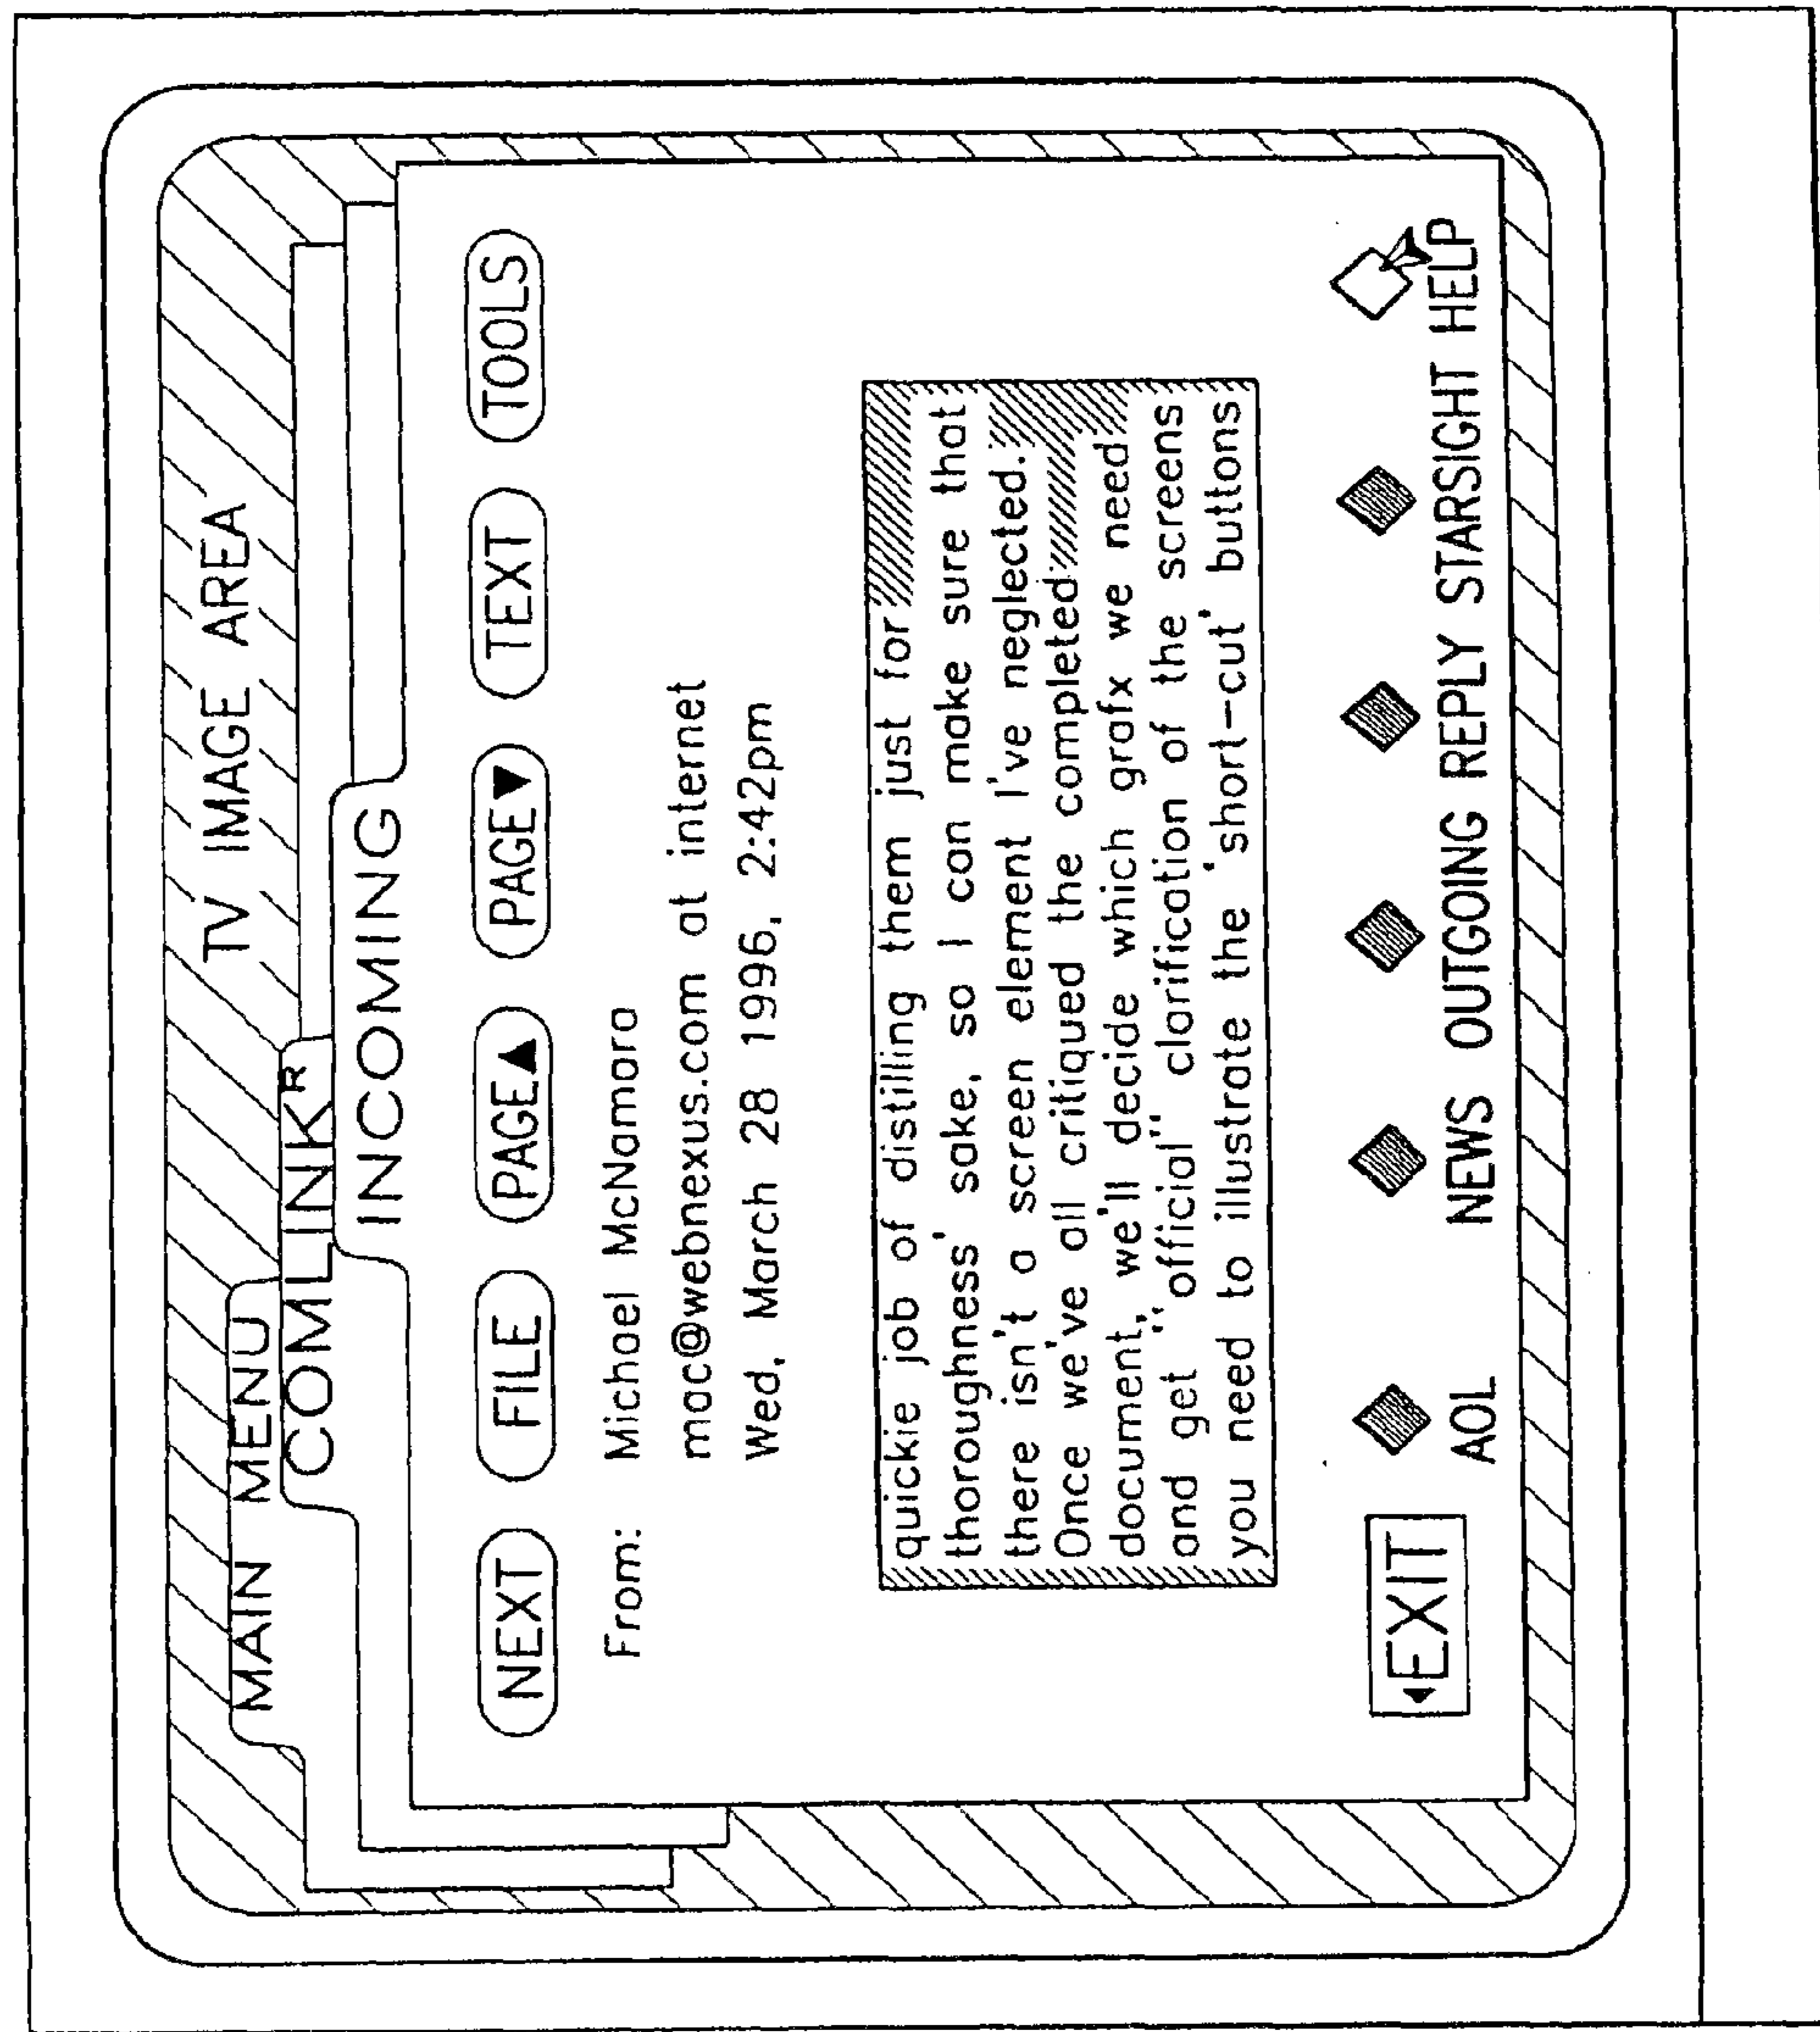 TV IMAGE AREA
MAIN MENU
COMLINK R
INCOMING
NEXT FILE PAGE▲ PAGE▼ TEXT TOOLS
From: Michael McNamara
mac@webnexus.com at internet
Wed, March 28 1996, 2:42pm
quickie job of distilling them just for
thoroughness' sake, so I can make sure that
there isn't a screen element I've neglected.
Once we've all critiqued the completed
document, we'll decide which grafx we need
and get "official" clarification of the screens
you need to illustrate the 'short-cut' buttons
◂EXIT AOL NEWS OUTGOING REPLY STARSIGHT HELP